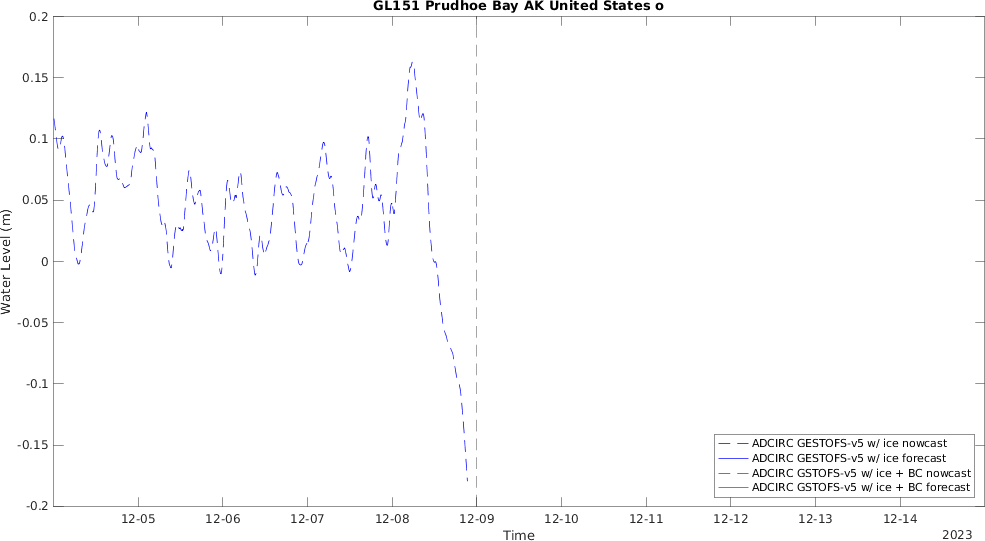 GL151 Prudhoe Bay AK United States o
0.2
0.15
0.1
0.05
0
-0.05
-0.1
-0.15
-0.2
Water Level (m)
12-05 12-06 12-07 12-08 12-09 12-10 12-11 12-12 12-13 12-14
Time
2023
ADCIRC GESTOFS-v5 w/ ice nowcast
ADCIRC GESTOFS-v5 w/ ice forecast
ADCIRC GSTOFS-v5 w/ ice + BC nowcast
ADCIRC GSTOFS-v5 w/ ice + BC forecast